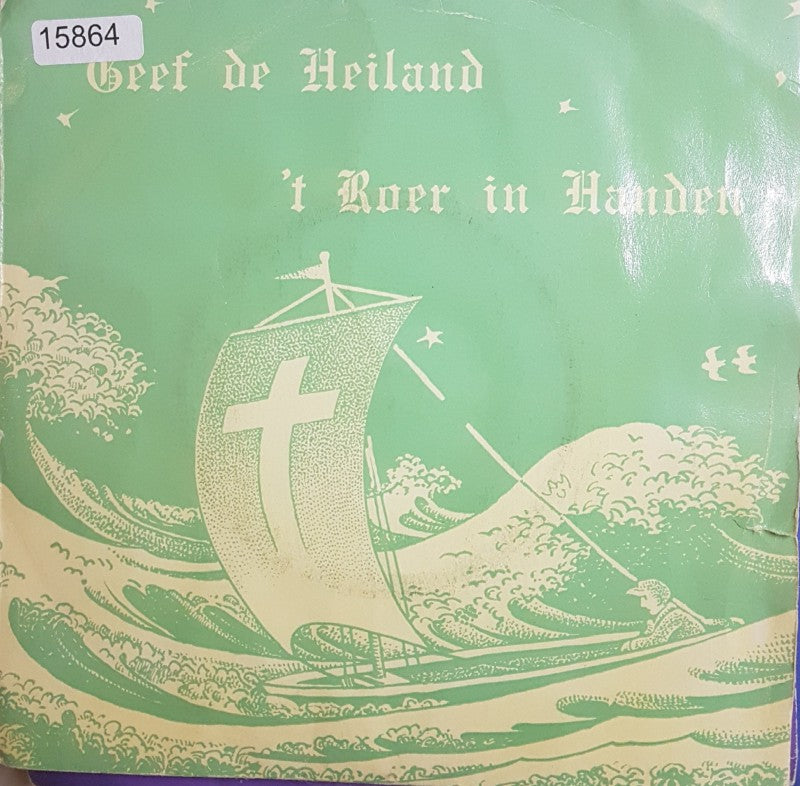 15864
Geef de Heiland
't Roer in Handen